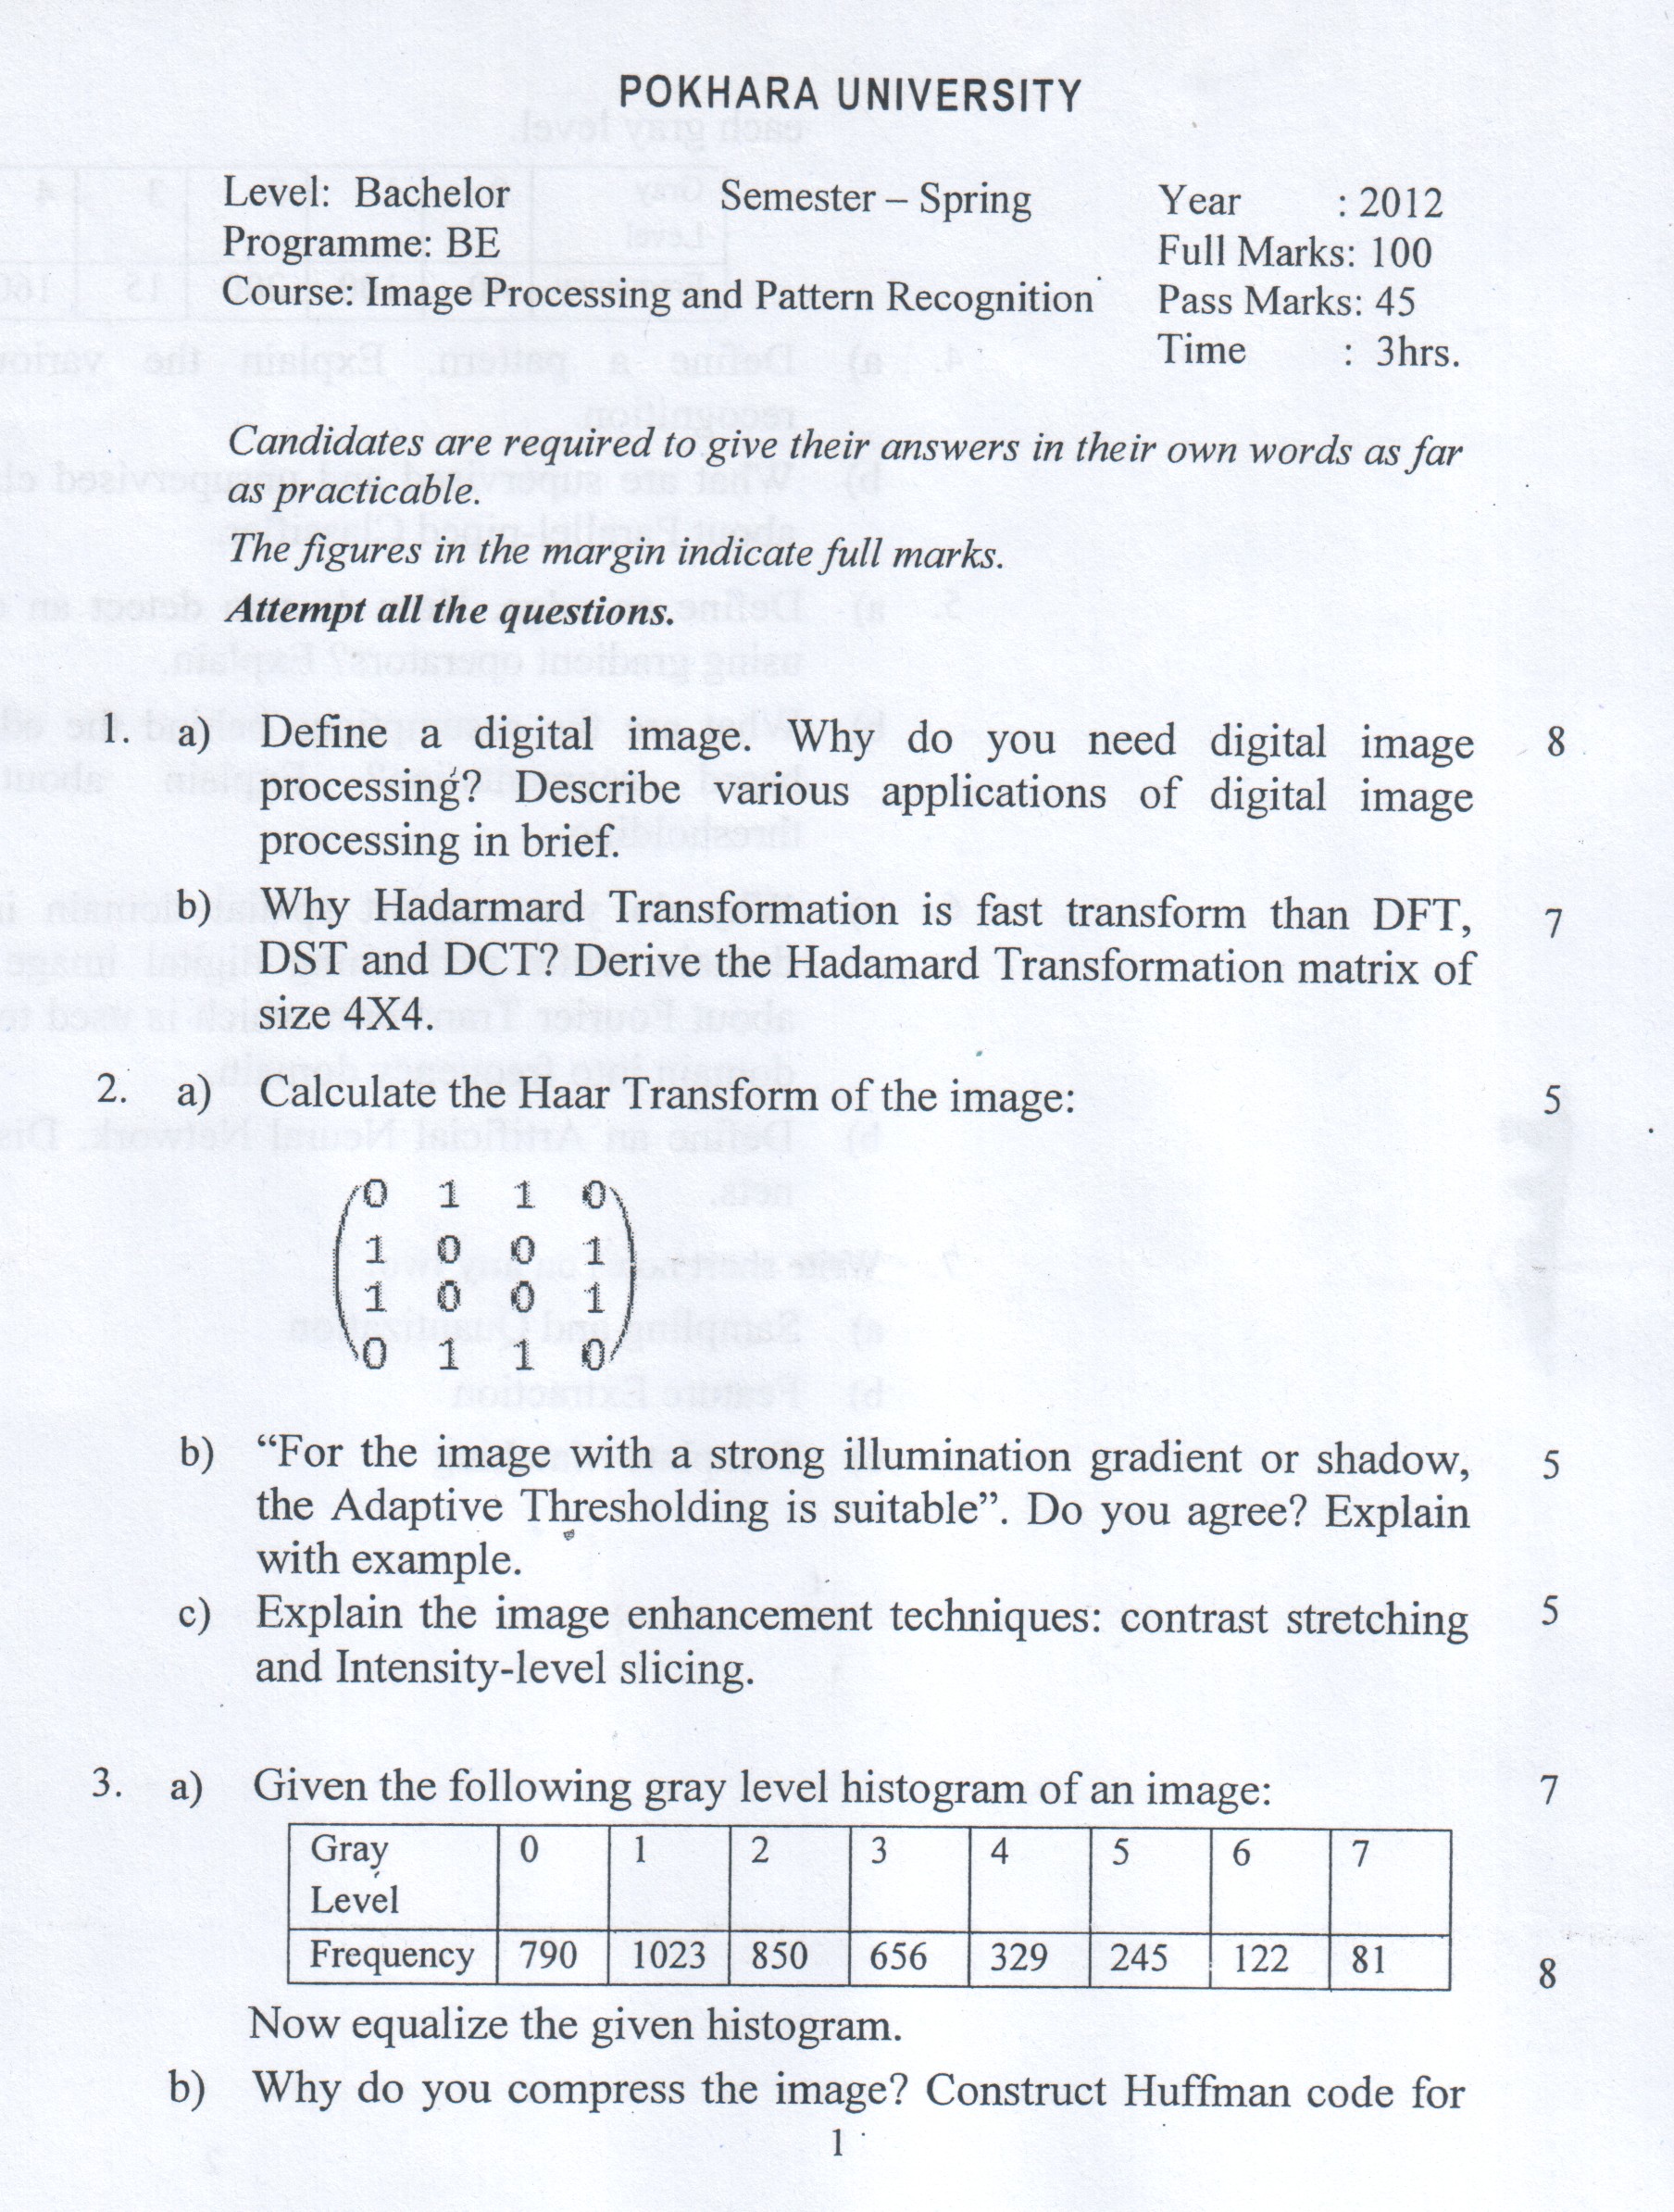 POKHARA UNIVERSITY
Level: Bachelor Semester – Spring Year : 2012
Programme: BE Full Marks: 100
Course: Image Processing and Pattern Recognition Pass Marks: 45
Time : 3hrs.
Candidates are required to give their answers in their own words as far
as practicable.
The figures in the margin indicate full marks.
Attempt all the questions.
1. a) Define a digital image. Why do you need digital image 8
processing? Describe various applications of digital image
processing in brief.
b) Why Hadarmard Transformation is fast transform than DFT, 7
DST and DCT? Derive the Hadamard Transformation matrix of
size 4X4.
2. a) Calculate the Haar Transform of the image: 5
0 1 1 0
1 0 0 1
1 0 0 1
0 1 1 0
b) “For the image with a strong illumination gradient or shadow, 5
the Adaptive Thresholding is suitable”. Do you agree? Explain
with example.
c) Explain the image enhancement techniques: contrast stretching 5
and Intensity-level slicing.
3. a) Given the following gray level histogram of an image: 7
Gray 0 1 2 3 4 5 6 7
Level
Frequency 790 1023 850 656 329 245 122 81
8
Now equalize the given histogram.
b) Why do you compress the image? Construct Huffman code for
1